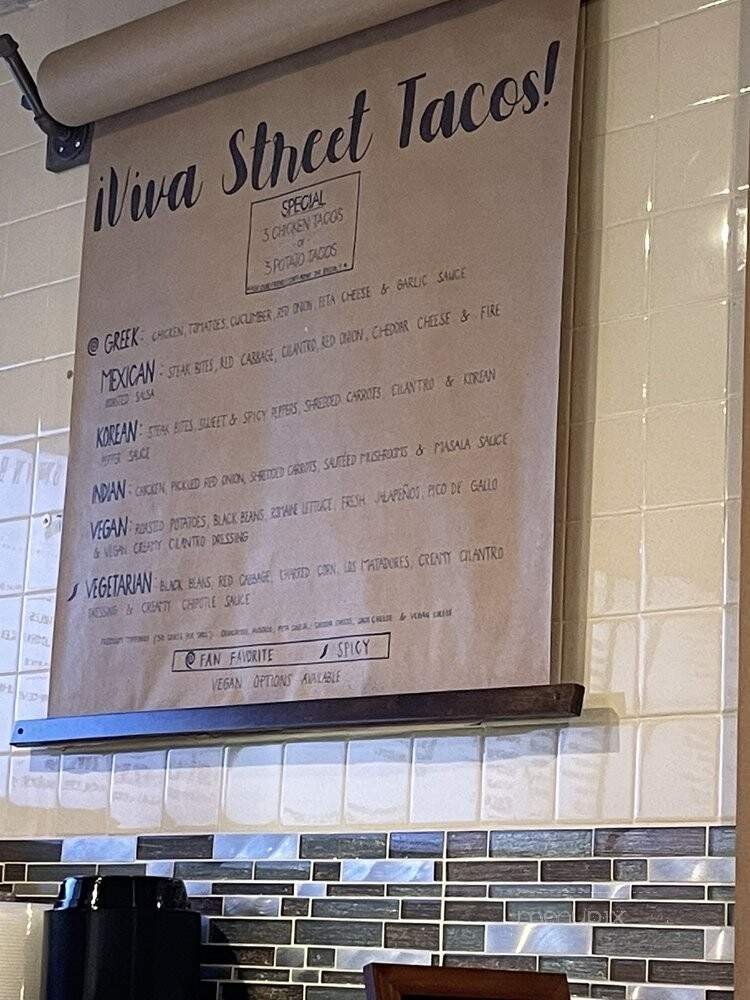 ¡Viva Street Tacos!
SPECIAL
3 CHICKEN TACOS
or
3 POTATO TACOS
@ GREEK: CHICKEN, TOMATOES, CUCUMBER, RED ONION, FETA CHEESE & GARLIC SAUCE
MEXICAN: STEAK BITES, RED CABBAGE, CILANTRO, RED ONION, CHEDDAR CHEESE & FIRE
ROASTED SALSA
KOREAN: STEAK BITES, SWEET & SPICY PEPPERS, SHREDDED CARROTS CILANTRO & KOREAN
PEPPER SAUCE
INDIAN: CHICKEN, PICKLED RED ONION, SHREDDED CARROTS, SAUTÉED MUSHROOMS & MASALA SAUCE
VEGAN: ROASTED POTATOES, BLACK BEANS, ROMAINE LETTUCE, FRESH JALAPEÑOS, PICO DE GALLO
& VEGAN CREAMY CILANTRO DRESSING
VEGETARIAN: BLACK BEANS, RED CABBAGE, CHARRED CORN, LOS MATADORES, CREAMY CILANTRO
DRESSING & CREAMY CHIPOTLE SAUCE
& VEGAN CHEESE
@ FAN FAVORITE SPICY
VEGAN OPTIONS AVAILABLE
menupix